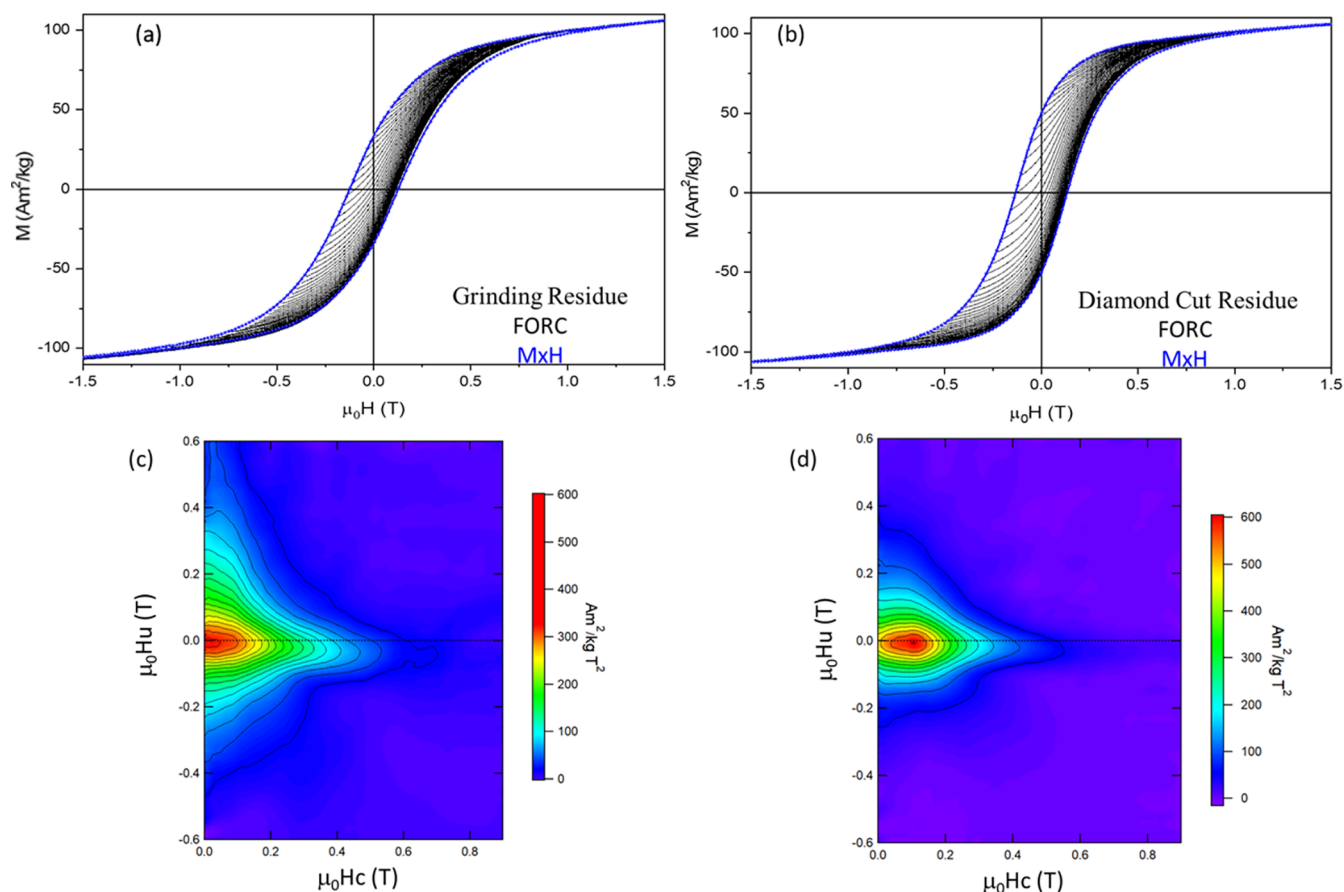 (a)
100
50
0
-50
-100
M (Am²/kg)
Grinding Residue
FORC
MxH
-1.5 -1.0 -0.5 0.0 0.5 1.0 1.5
μ₀H (T)
(b)
100
50
0
-50
-100
M (Am²/kg)
Diamond Cut Residue
FORC
MxH
-1.5 -1.0 -0.5 0.0 0.5 1.0 1.5
μ₀H (T)
(c)
0.6
0.4
0.2
0.0
-0.2
-0.4
-0.6
μ₀Hu (T)
0.0 0.2 0.4 0.6 0.8
μ₀Hc (T)
600
500
400
300
200
100
0
Am²/kg T²
(d)
0.6
0.4
0.2
0.0
-0.2
-0.4
-0.6
μ₀Hu (T)
0.0 0.2 0.4 0.6 0.8
μ₀Hc (T)
600
500
400
300
200
100
0
Am²/kg T²